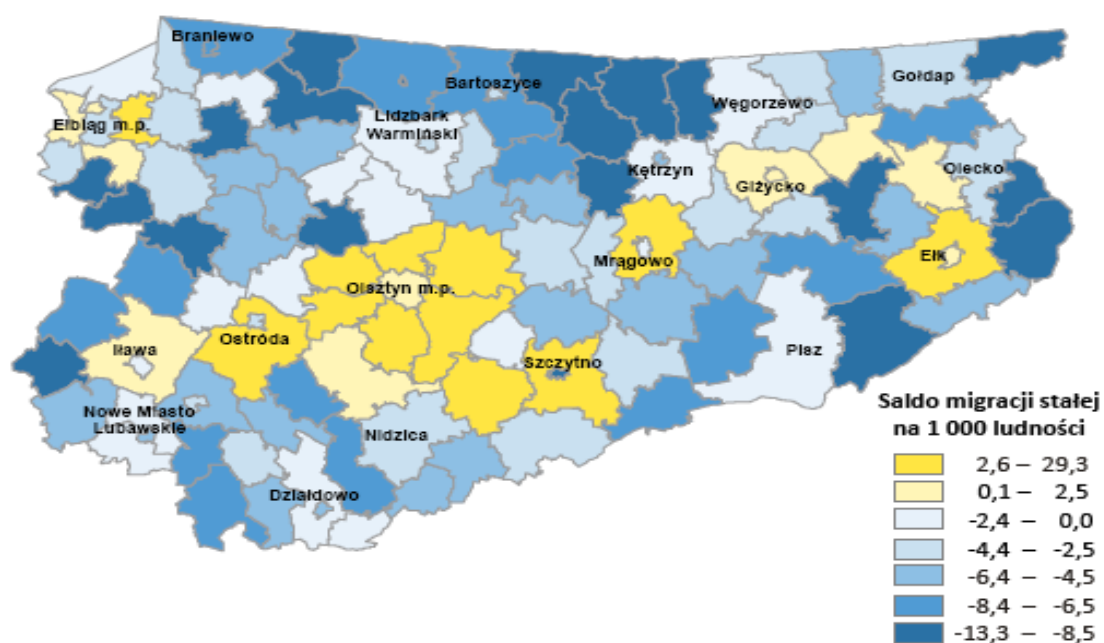 Braniewo
Bartoszyce
Gołdap
Węgorzewo
Elbląg m.p.
Lidzbark
Warmiński
Kętrzyn
Olecko
Giżycko
Mrągowo
Ełk
Olsztyn m.p.
Ostróda
Iława
Szczytno
Pisz
Nowe Miasto
Lubawskie
Nidzica
Działdowo
Saldo migracji stałej
na 1 000 ludności
2,6 – 29,3
0,1 – 2,5
-2,4 – 0,0
-4,4 – -2,5
-6,4 – -4,5
-8,4 – -6,5
-13,3 – -8,5